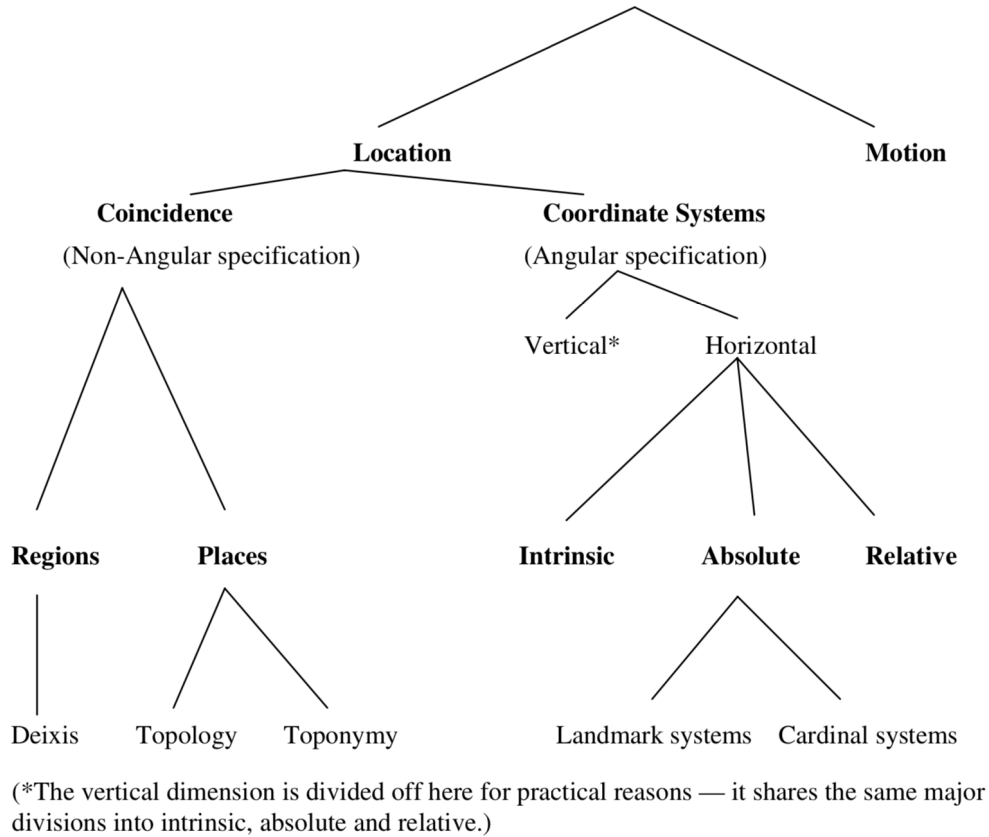 Location Motion
Coincidence Coordinate Systems
(Non-Angular specification) (Angular specification)
Vertical* Horizontal
Regions Places Intrinsic Absolute Relative
Deixis Topology Toponymy Landmark systems Cardinal systems
(*The vertical dimension is divided off here for practical reasons — it shares the same major
divisions into intrinsic, absolute and relative.)